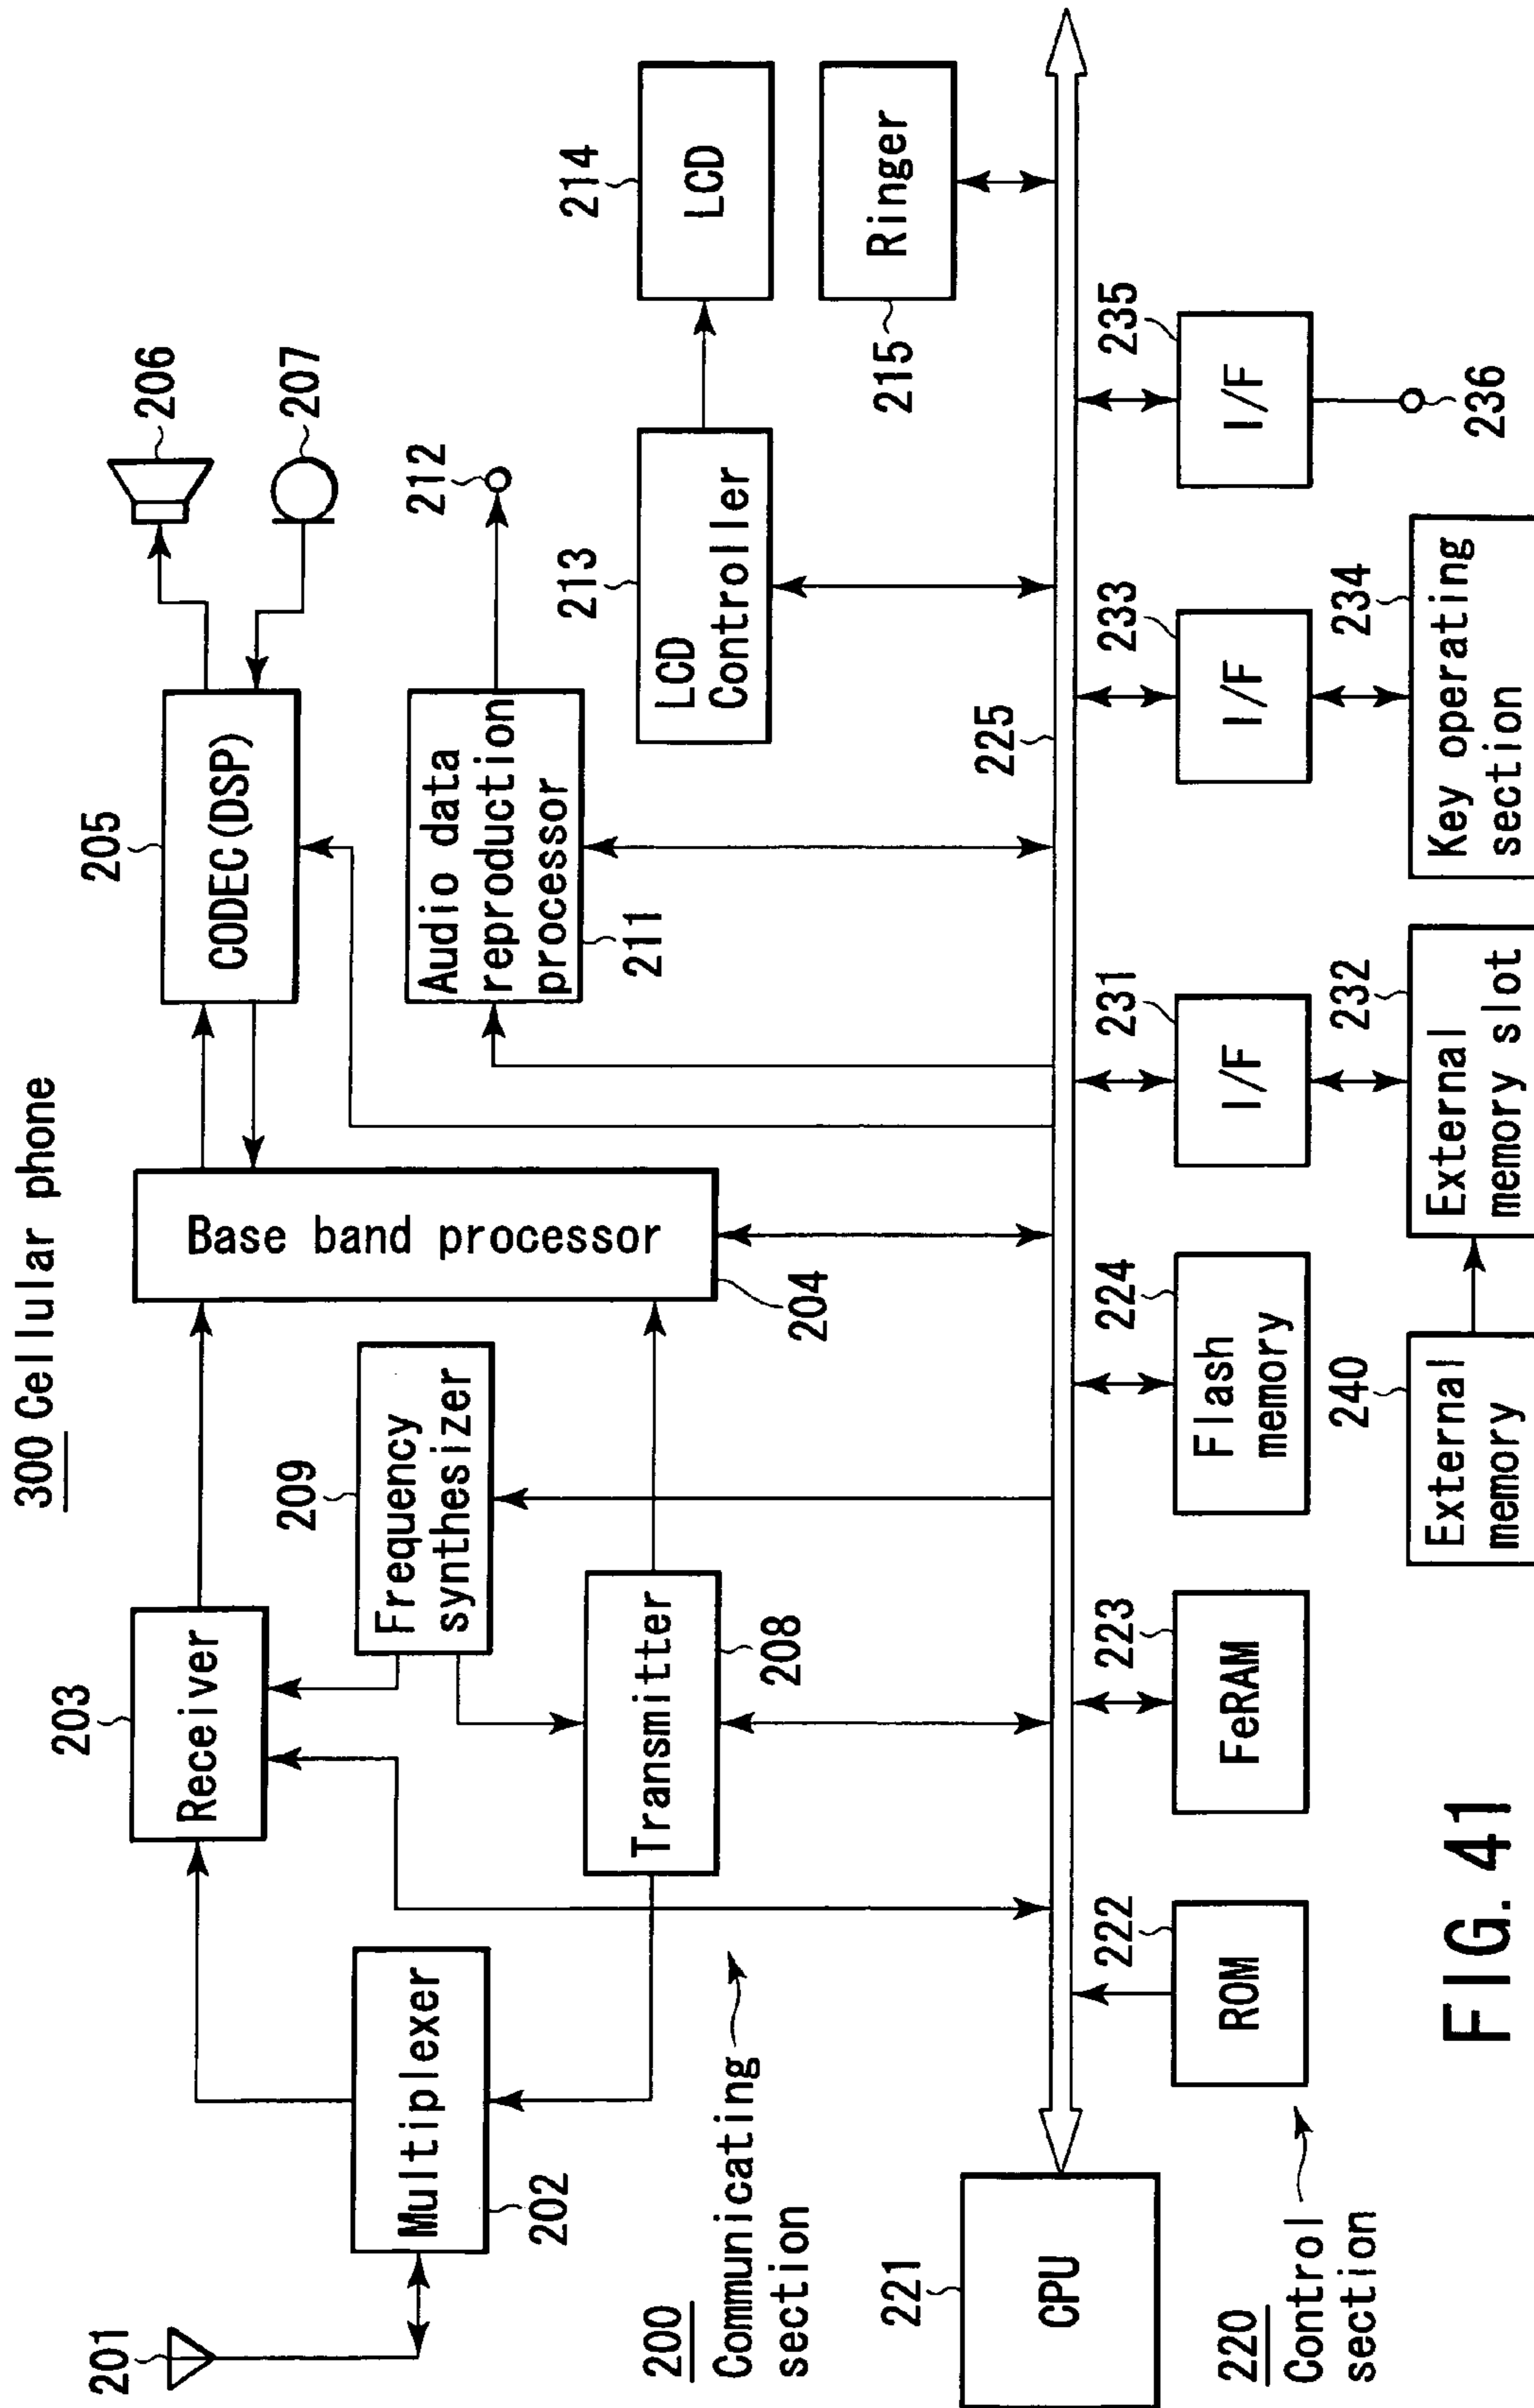 300 Cellular phone
201
202
Multiplexer
203
Receiver
209
Frequency
synthesizer
Transmitter
208
Base band processor
204
205
CODEC(DSP)
206
207
Audio data
reproduction
processor
211
212
213
LCD
Controller
214
LCD
Ringer
215
200
Communicating
section
225
221
CPU
220
Control
section
222
ROM
223
FeRAM
224
Flash
memory
231
I/F
233
I/F
235
I/F
236
240
External
memory
232
External
memory slot
234
Key operating
section
FIG. 41